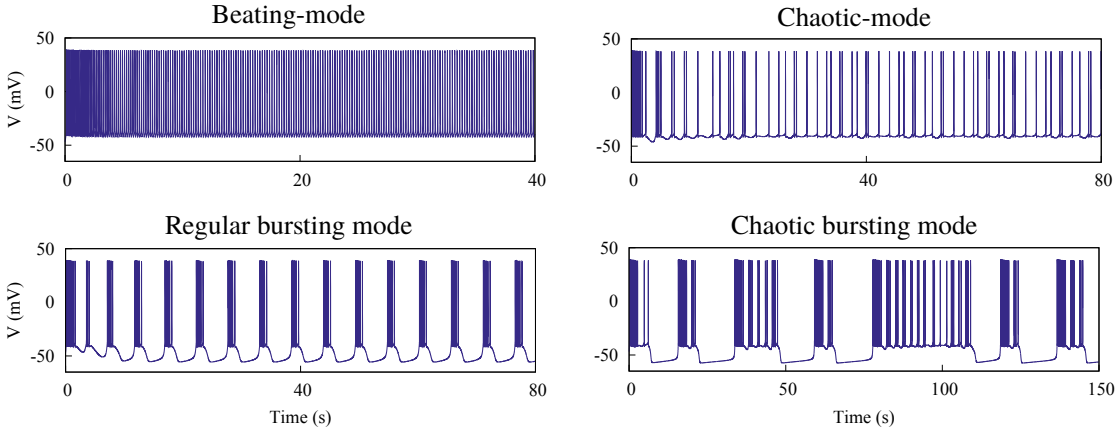 Beating-mode
50
0
-50
V (mV)
0 20 40
Chaotic-mode
50
0
-50
0 40 80
Regular bursting mode
50
0
-50
V (mV)
0 40 80
Time (s)
Chaotic bursting mode
50
0
-50
0 50 100 150
Time (s)